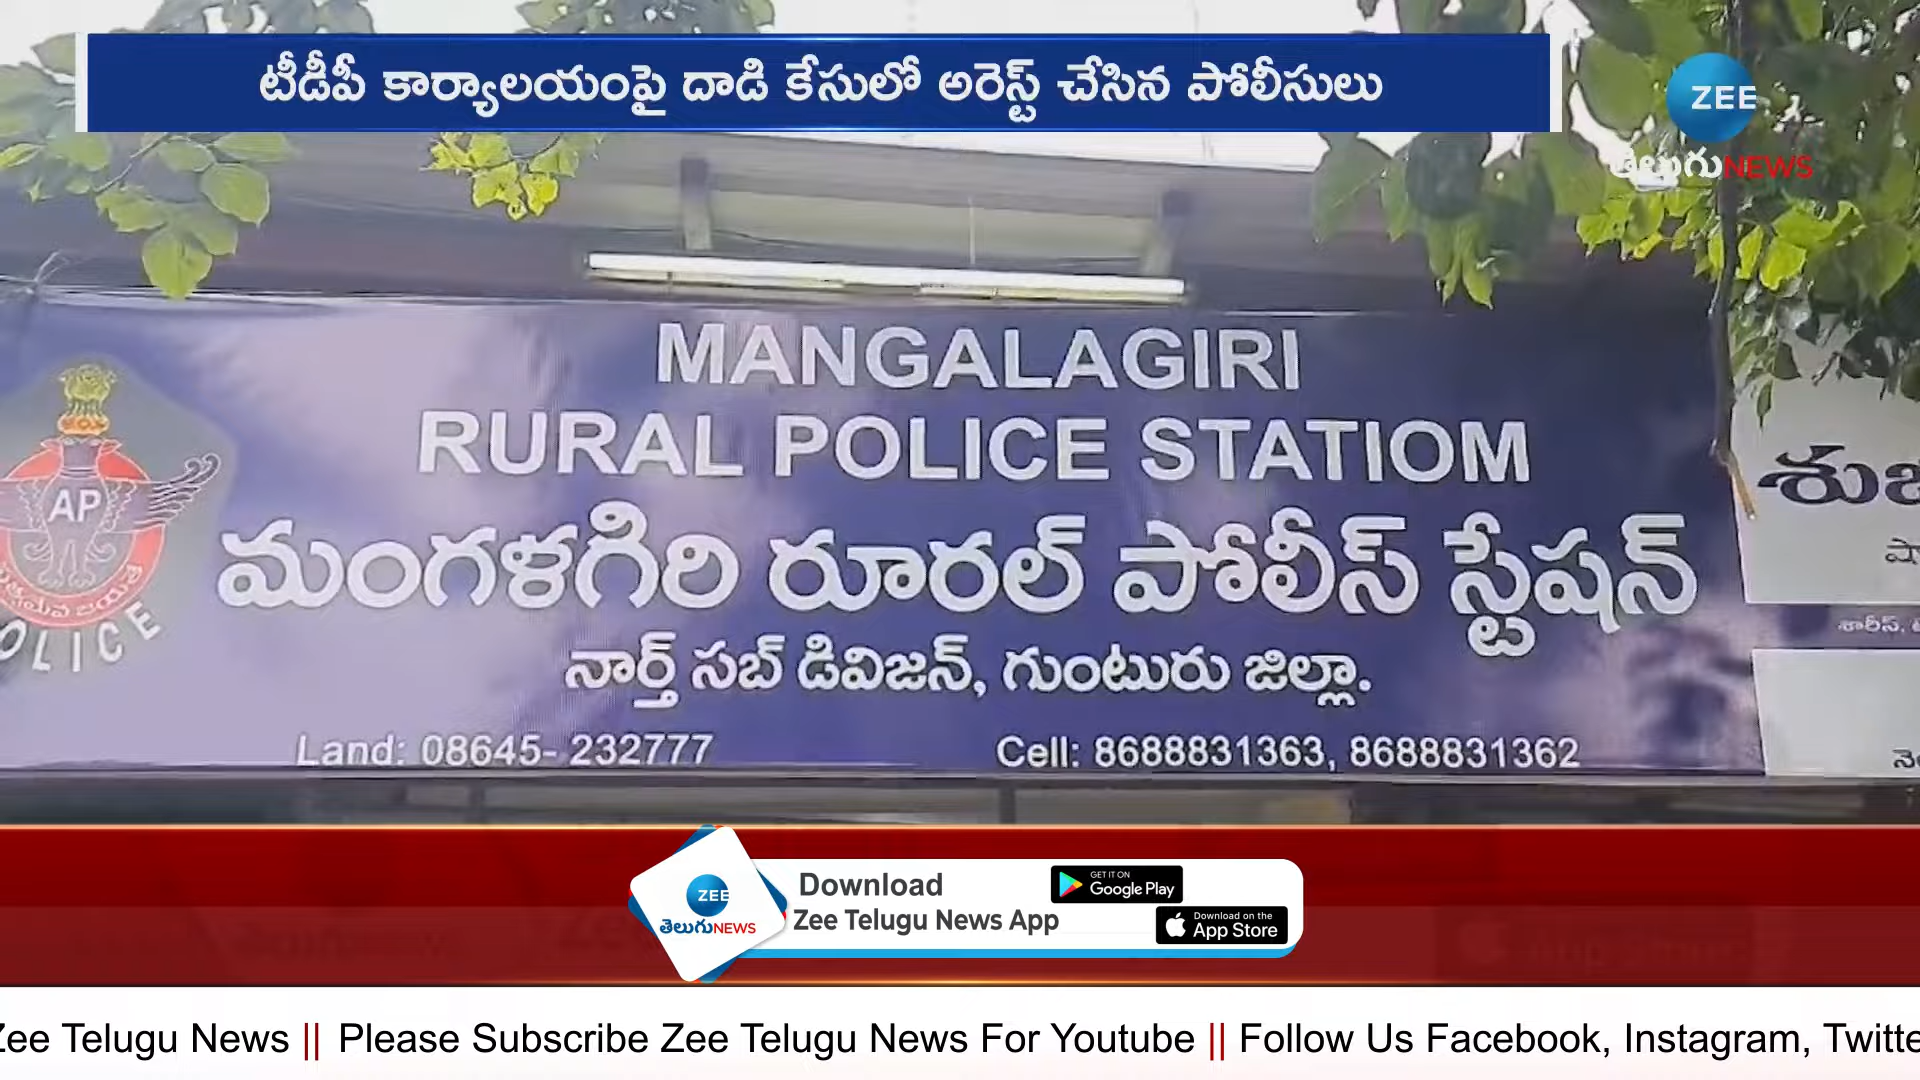 టీడీపీ కార్యాలయంపై దాడి కేసులో అరెస్ట్ చేసిన పోలీసులు
ZEE
తెలుగు NEWS
MANGALAGIRI
RURAL POLICE STATIOM
AP
POLICE
మంగళగిరి రూరల్ పోలీస్ స్టేషన్
నార్త్ సబ్ డివిజన్, గుంటురు జిల్లా.
Land: 08645- 232777
Cell: 8688831363, 8688831362
ZEE
తెలుగు NEWS
Download
Zee Telugu News App
GET IT ON
Google Play
Download on the
App Store
Zee Telugu News || Please Subscribe Zee Telugu News For Youtube || Follow Us Facebook, Instagram, Twitte